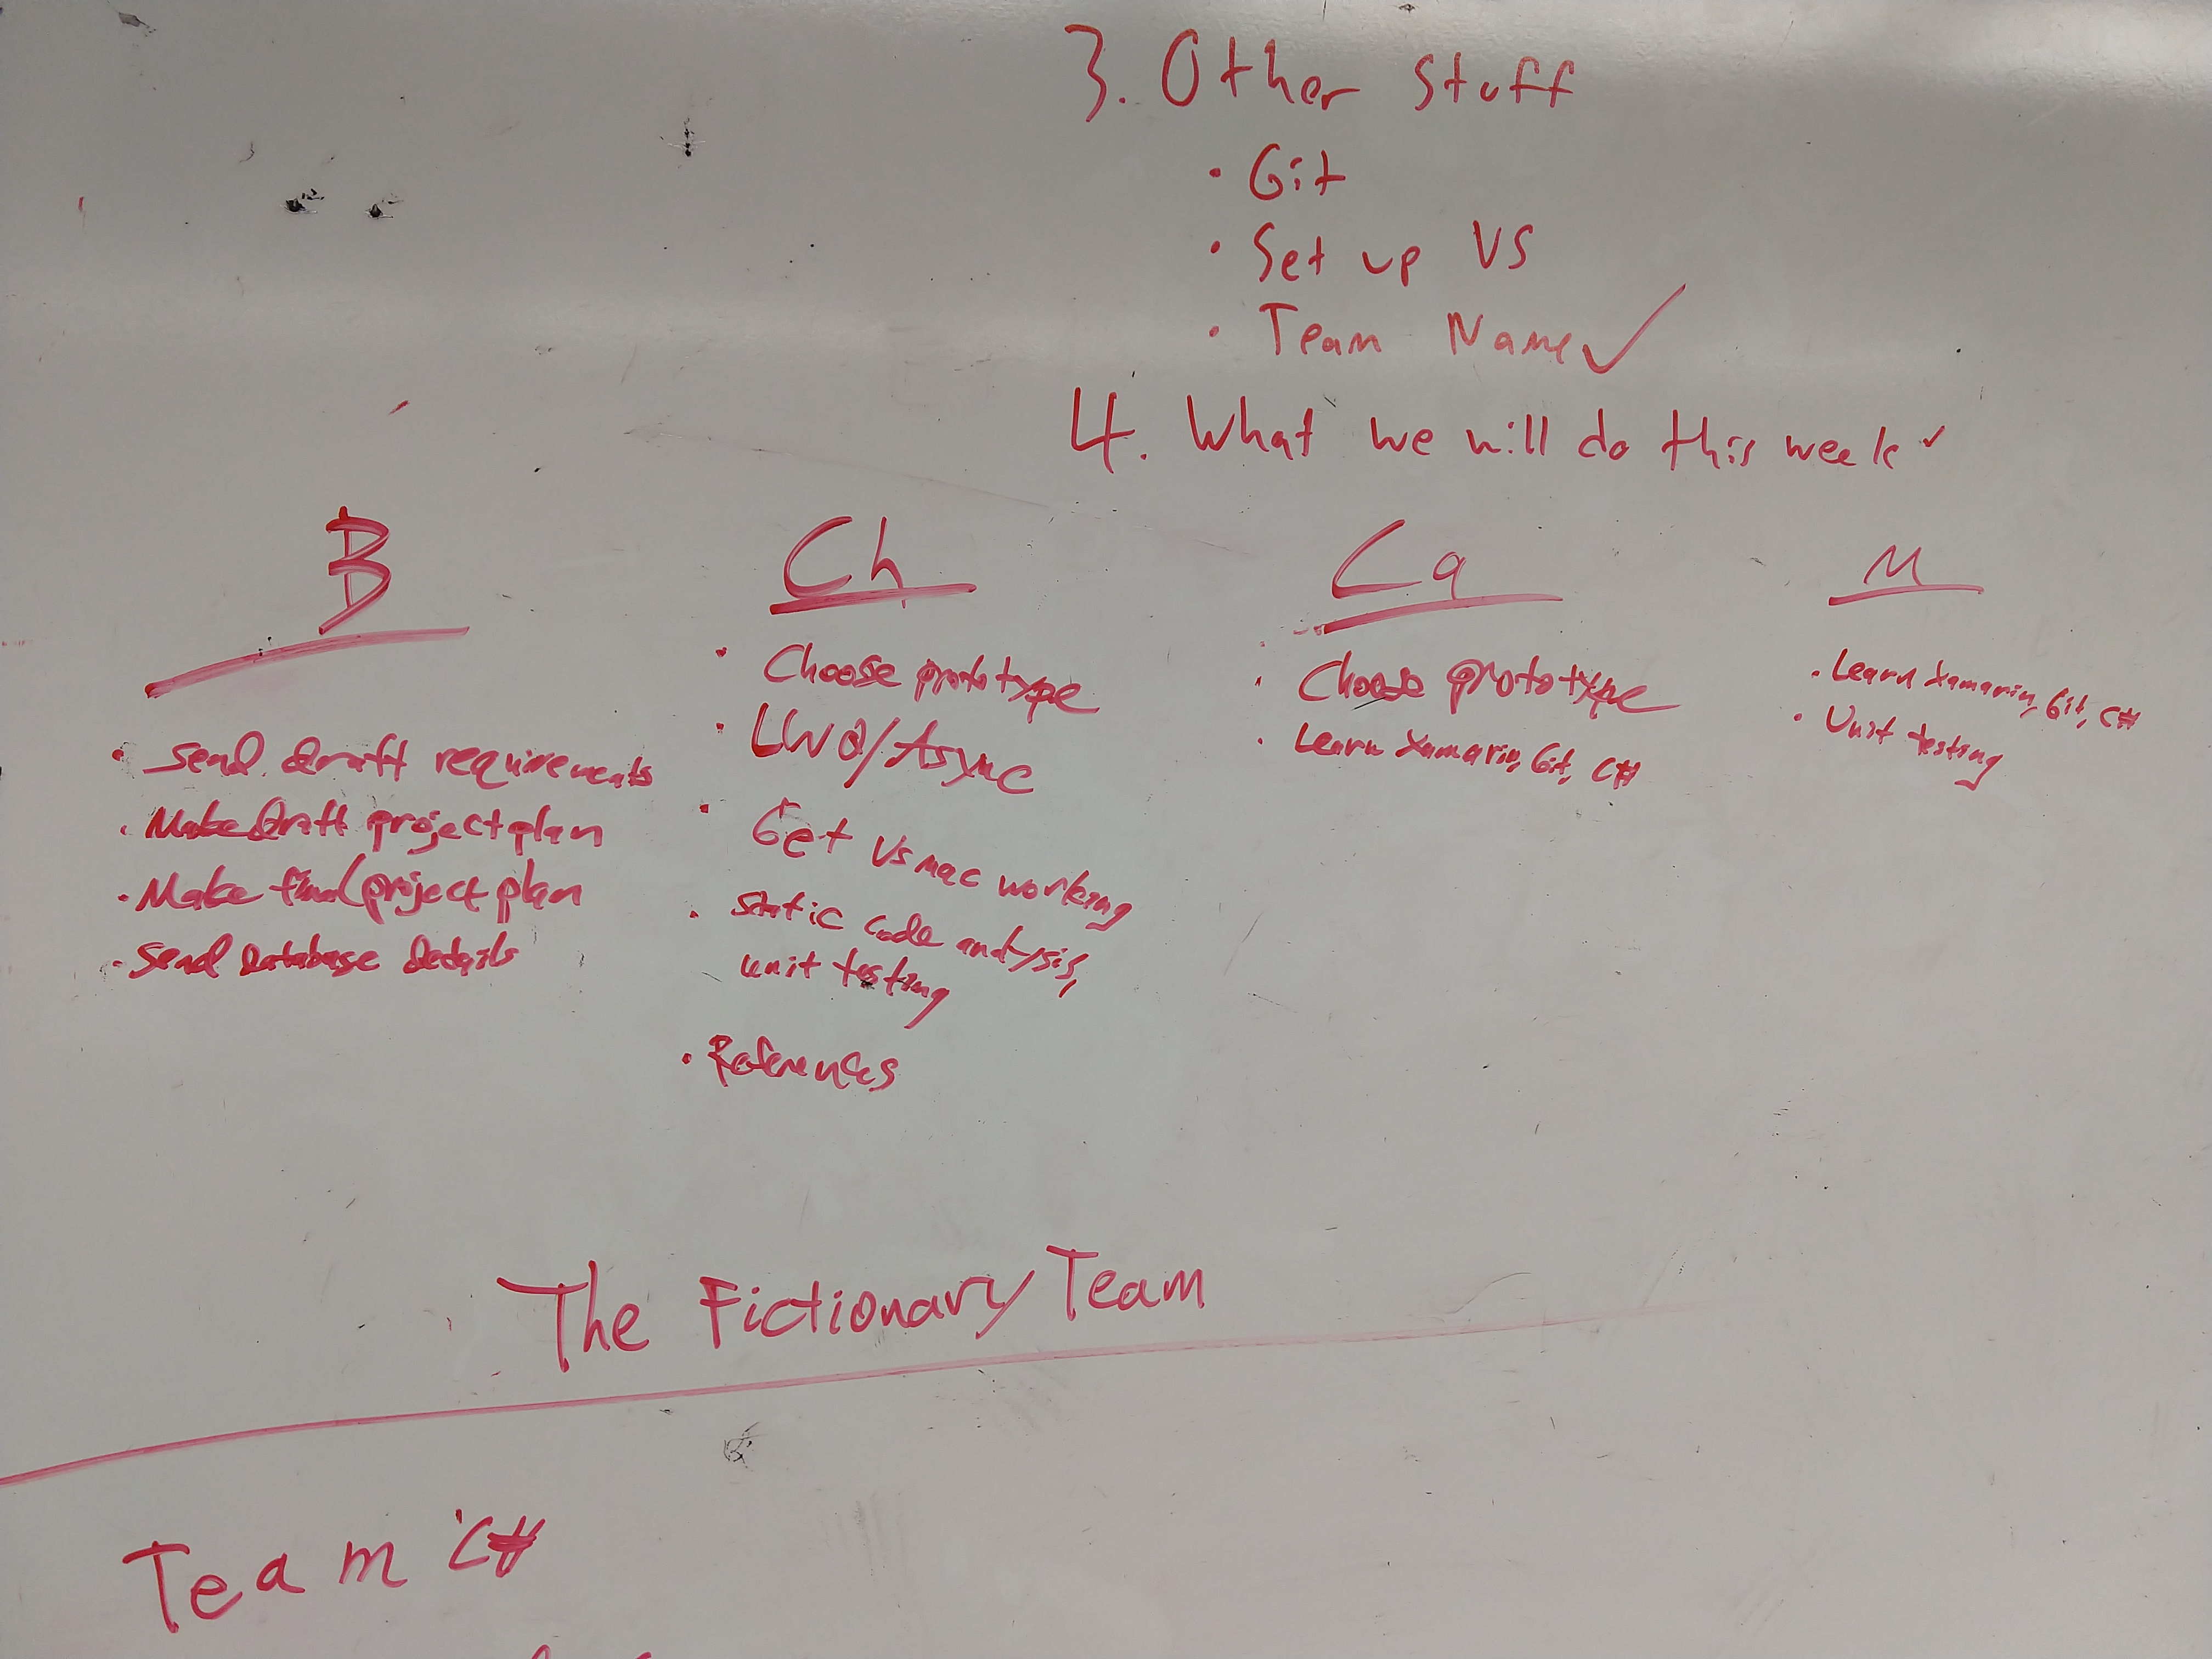 3. Other Stuff
• Git
• Set up VS
• Team Name ✓
4. What we will do this week ✓
B
• Send draft requirements
• Make draft project plan
• Make final project plan
• Send Database details
Ch
• Choose prototype
• /Async
• Get Vs mac working
• Static code analysis,
unit testing
• References
Ca
• Choose prototype
• Learn Xamarin, Git, C#
M
• Learn Xamarin, Git, C#
• Unit testing
The Fictionary Team
Team C#